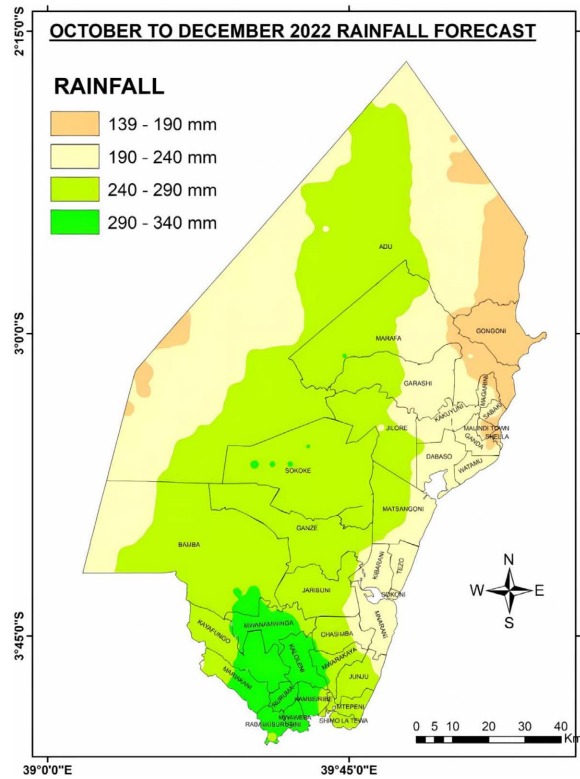 OCTOBER TO DECEMBER 2022 RAINFALL FORECAST
2°15'N
RAINFALL
139 - 190 mm
190 - 240 mm
240 - 290 mm
290 - 340 mm
ADU
3°0'0"S
GONGONI
MARAFA
GARASHI
MAGARINI
KAKUYUNI
SABAKI
JILORE
MALINDI TOWN
GANDA
SHELLA
DABASO
WATAMU
SOKOKE
MATSANGONI
GANZE
BAMBA
KIBARANI
TEZO
JARIBUNI
SOKONI
N
W
E
S
MWANAMWINGA
MNARANI
KAYAFUNGO
CHASIMBA
3°45'0"S
KALOLENI
MWARAKAYA
MARIAKANI
JUNJU
RURUMA
KAMBE/RIBE
MTEPENI
MWAWESA
SHIMO LA TEWA
RABAI/KISURUTINI
0 5 10 20 30 40
Km
39°0'0"E
39°45'0"E